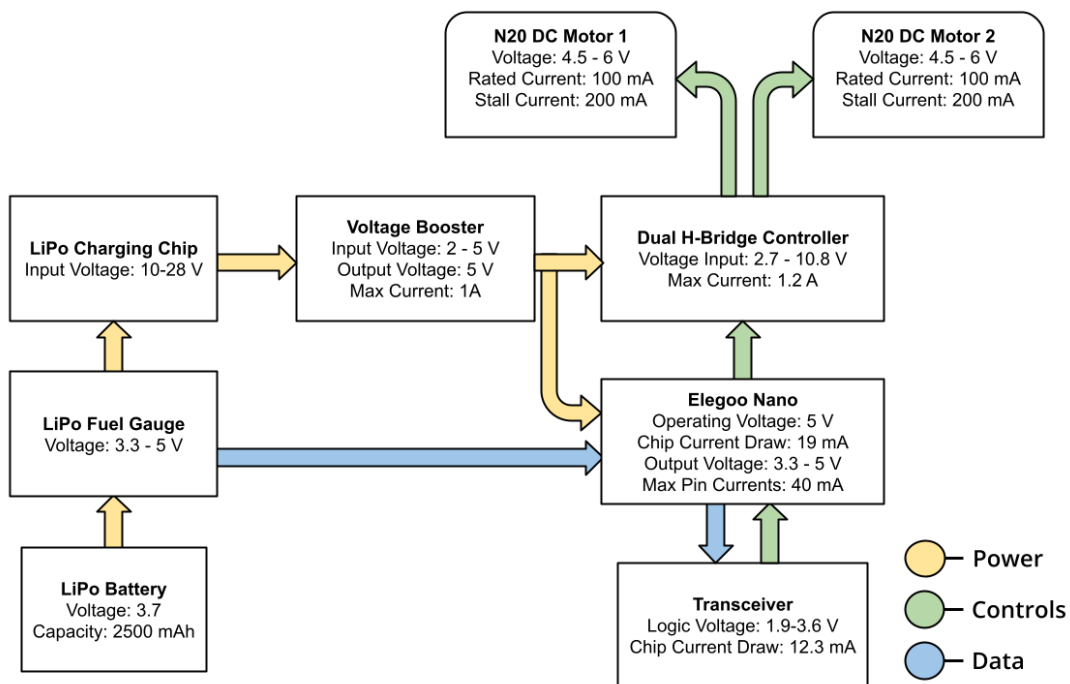 N20 DC Motor 1
Voltage: 4.5 - 6 V
Rated Current: 100 mA
Stall Current: 200 mA
N20 DC Motor 2
Voltage: 4.5 - 6 V
Rated Current: 100 mA
Stall Current: 200 mA
LiPo Charging Chip
Input Voltage: 10-28 V
Voltage Booster
Input Voltage: 2 - 5 V
Output Voltage: 5 V
Max Current: 1A
Dual H-Bridge Controller
Voltage Input: 2.7 - 10.8 V
Max Current: 1.2 A
LiPo Fuel Gauge
Voltage: 3.3 - 5 V
Elegoo Nano
Operating Voltage: 5 V
Chip Current Draw: 19 mA
Output Voltage: 3.3 - 5 V
Max Pin Currents: 40 mA
LiPo Battery
Voltage: 3.7
Capacity: 2500 mAh
Transceiver
Logic Voltage: 1.9-3.6 V
Chip Current Draw: 12.3 mA
Power
Controls
Data